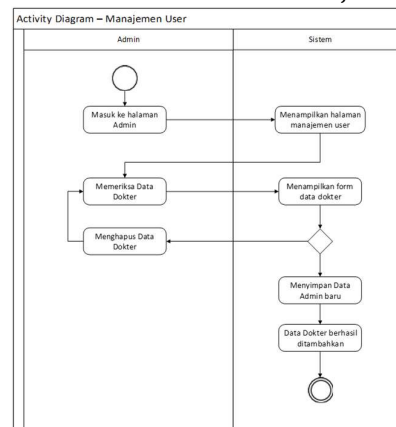 Activity Diagram – Manajemen User
Admin
Sistem
Masuk ke halaman
Admin
Menampilkan halaman
manajemen user
Memeriksa Data
Dokter
Menampilkan form
data dokter
Menghapus Data
Dokter
Menyimpan Data
Admin baru
Data Dokter berhasil
ditambahkan